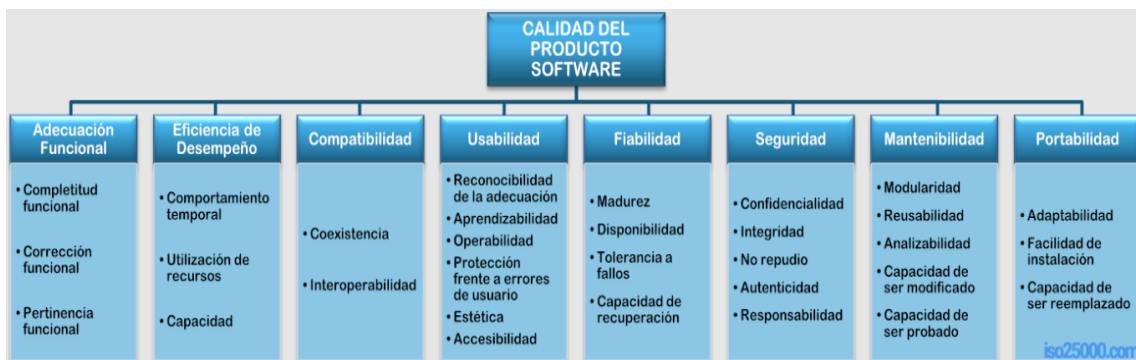 CALIDAD DEL
PRODUCTO
SOFTWARE
Adecuación
Funcional
• Completitud
funcional
• Corrección
funcional
• Pertinencia
funcional
Eficiencia de
Desempeño
• Comportamiento
temporal
• Utilización de
recursos
• Capacidad
Compatibilidad
• Coexistencia
• Interoperabilidad
Usabilidad
• Reconocibilidad
de la adecuación
• Aprendizabilidad
• Operabilidad
• Protección
frente a errores
de usuario
• Estética
• Accesibilidad
Fiabilidad
• Madurez
• Disponibilidad
• Tolerancia a
fallos
• Capacidad de
recuperación
Seguridad
• Confidencialidad
• Integridad
• No repudio
• Autenticidad
• Responsabilidad
Mantenibilidad
• Modularidad
• Reusabilidad
• Analizabilidad
• Capacidad de
ser modificado
• Capacidad de
ser probado
Portabilidad
• Adaptabilidad
• Facilidad de
instalación
• Capacidad de
ser reemplazado
iso25000.com